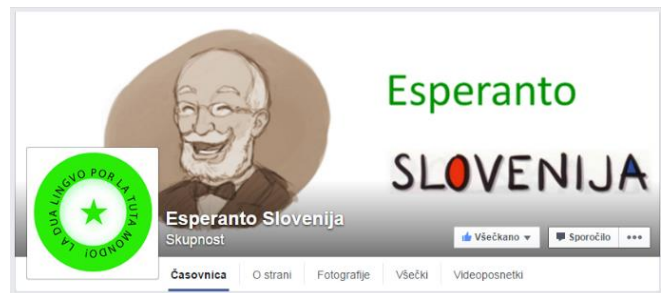 Esperanto
SLOVENIJA
LA DUA LINGVO POR LA TUTA MONDO!
Esperanto Slovenija
Skupnost
Všečkano
Sporočilo
Časovnica
O strani
Fotografije
Všečki
Videoposnetki